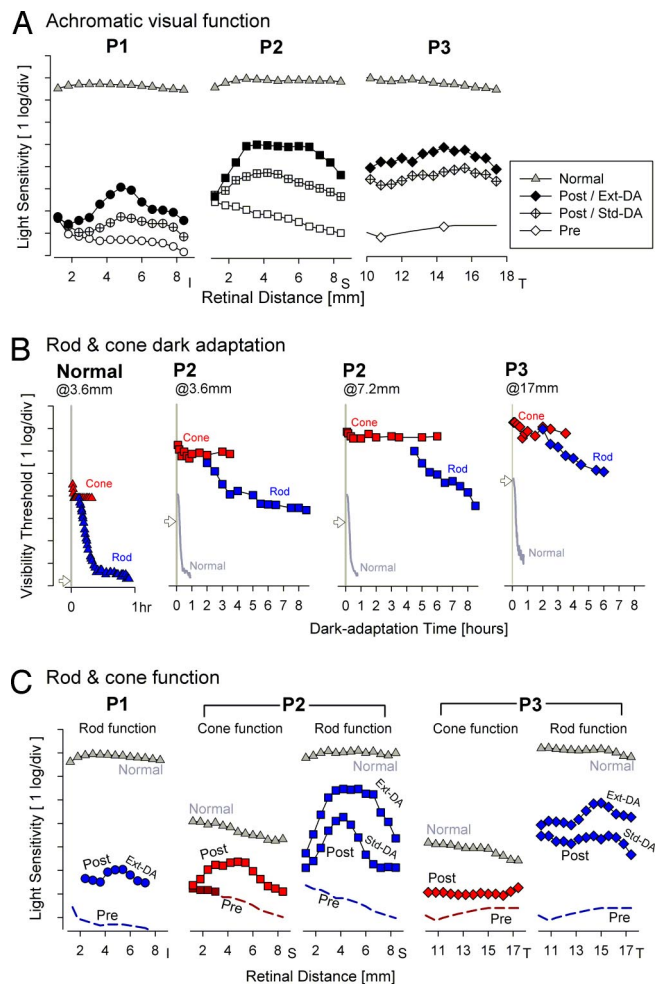 A Achromatic visual function
P1 P2 P3
Light Sensitivity [ 1 log/div ]
Normal
Post / Ext-DA
Post / Std-DA
Pre
2 4 6 8 I
2 4 6 8 S
10 12 14 16 18 T
Retinal Distance [mm]
B Rod & cone dark adaptation
Normal P2 P2 P3
@3.6mm @3.6mm @7.2mm @17mm
Visibility Threshold [ 1 log/div ]
Cone
Rod
Cone
Rod
Normal
Cone
Rod
Normal
Cone
Rod
Normal
0 1hr
0 1 2 3 4 5 6 7 8
0 1 2 3 4 5 6 7 8
0 1 2 3 4 5 6 7 8
Dark-adaptation Time [hours]
C Rod & cone function
P1 P2 P3
Rod function Cone function Rod function Cone function Rod function
Light Sensitivity [ 1 log/div ]
Normal
Post Ext-DA
Pre
Normal
Post
Pre
Normal
Ext-DA
Std-DA
Post
Pre
Normal
Post
Pre
Normal
Ext-DA
Std-DA
Post
Pre
2 4 6 8 I
2 4 6 8 S
2 4 6 8 S
11 13 15 17 T
11 13 15 17 T
Retinal Distance [mm]